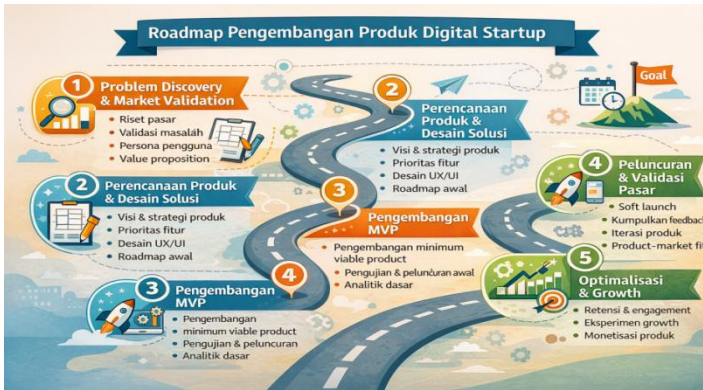 Roadmap Pengembangan Produk Digital Startup
1
Problem Discovery
& Market Validation
• Riset pasar
• Validasi masalah
• Persona pengguna
• Value proposition
2
Perencanaan
Produk &
Desain Solusi
• Visi & strategi produk
• Prioritas fitur
• Desain UX/UI
• Roadmap awal
Goal
2
Perencanaan Produk
& Desain Solusi
• Visi & strategi produk
• Prioritas fitur
• Desain UX/UI
• Roadmap awal
3
Pengembangan
MVP
• Pengembangan minimum
viable product
• Pengujian & peluncuran awal
• Analitik dasar
4
Peluncuran
& Validasi
Pasar
• Soft launch
• Kumpulkan feedback
• Iterasi produk
• Product-market fi
3
Pengembangan
MVP
• Pengembangan
• minimum viable product
• Pengujian & peluncuran
• Analitik dasar
4
5
Optimalisasi
& Growth
• Retensi & engagement
• Eksperimen growth
• Monetisasi produk